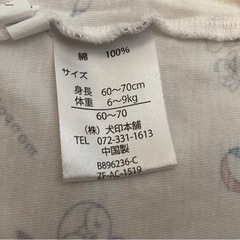 綿 100%
サイズ
身長 60~70cm
体重 6~9kg
60~70
(株) 犬印本舗
TEL 072-331-1613
中国製
B896236-C
ZF-AC-1519